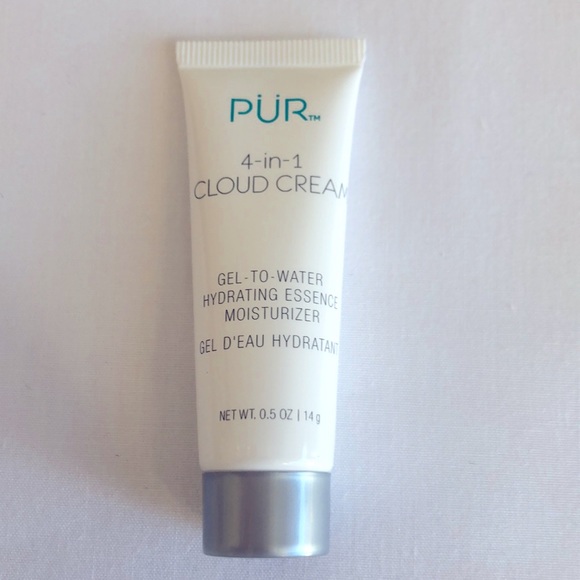 PÜR™
4-in-1
CLOUD CREAM
GEL-TO-WATER
HYDRATING ESSENCE
MOISTURIZER
GEL D'EAU HYDRATANT
NET WT. 0.5 OZ | 14 g